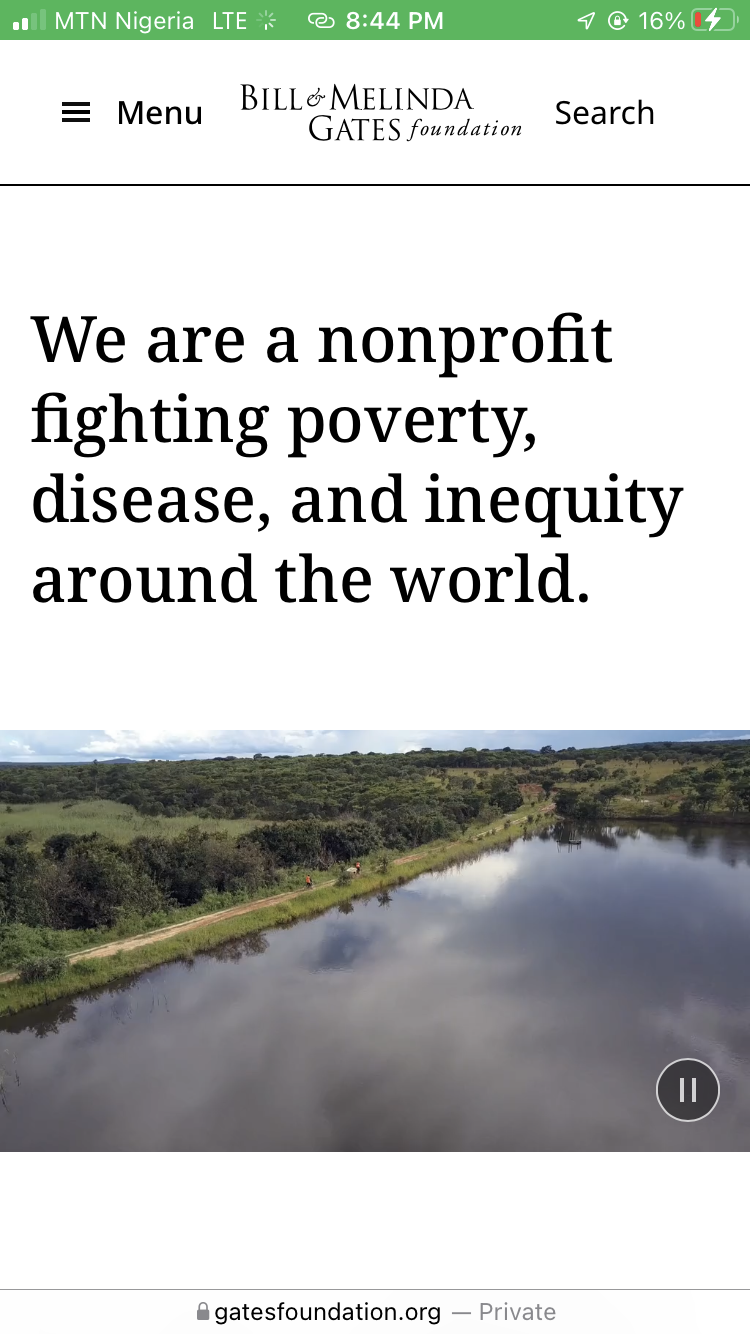 MTN Nigeria LTE 8:44 PM 16%
Menu
BILL & MELINDA
GATES foundation
Search
We are a nonprofit
fighting poverty,
disease, and inequity
around the world.
gatesfoundation.org — Private